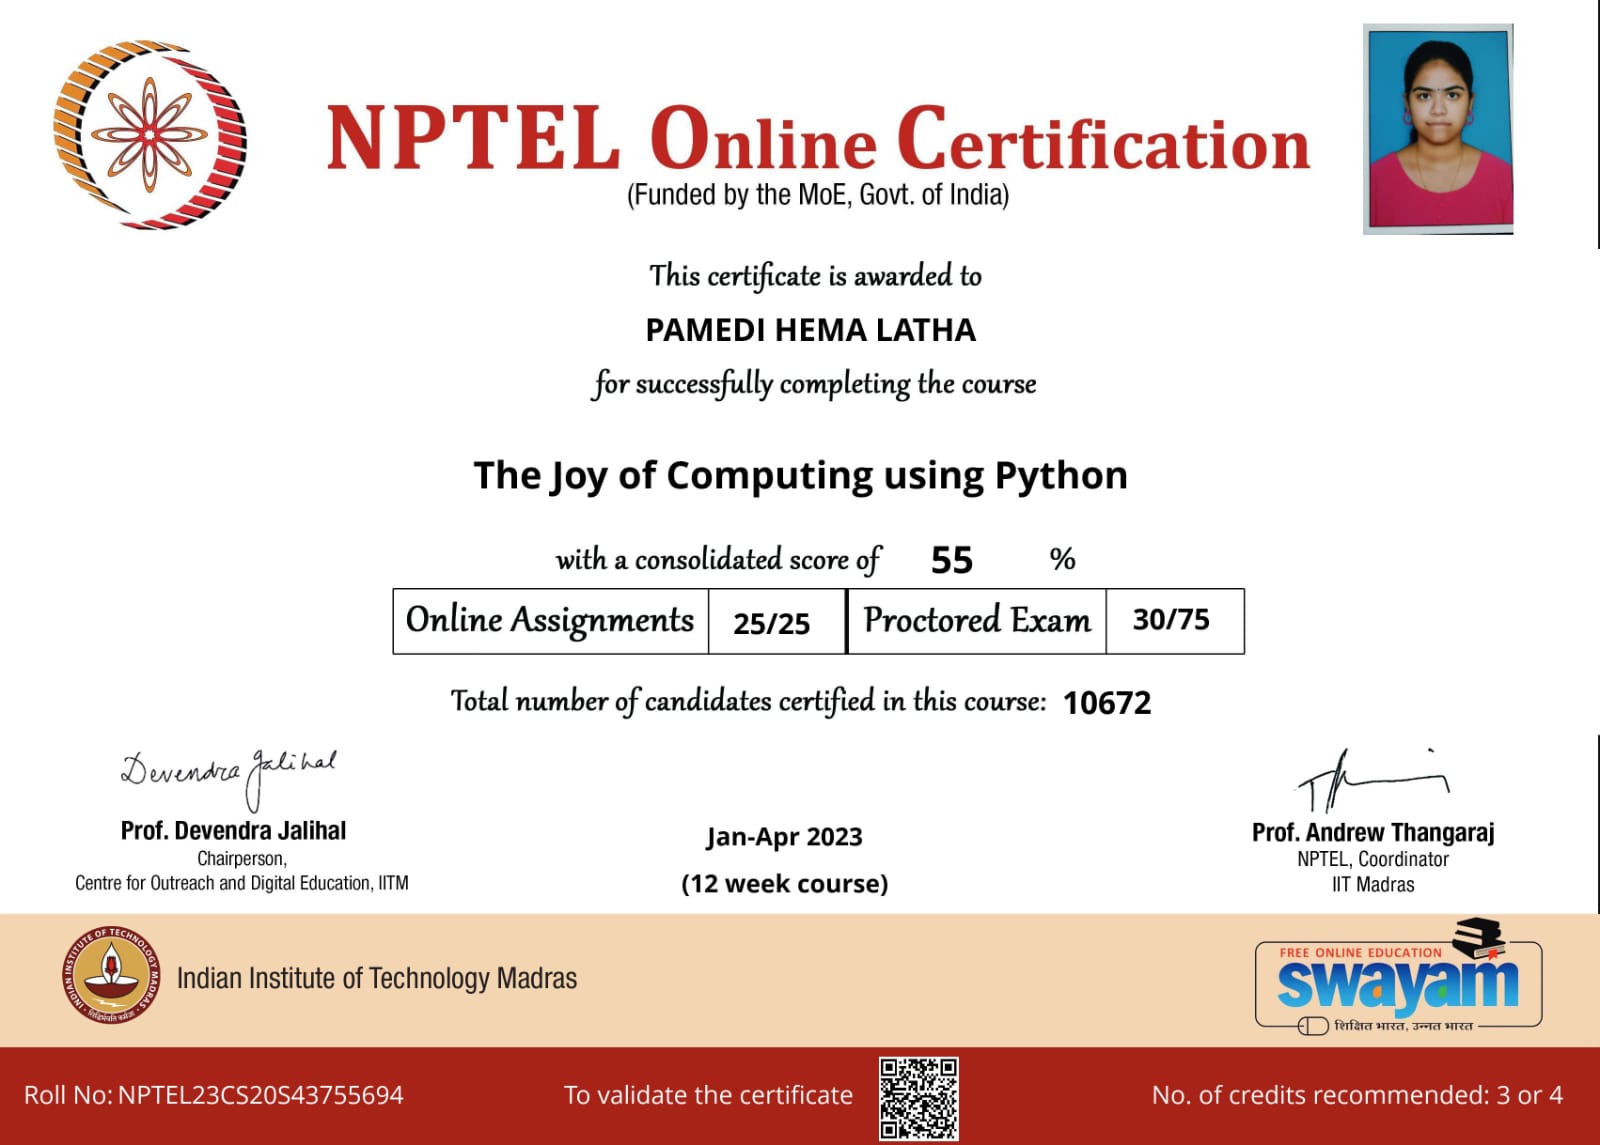 NPTEL Online Certification
(Funded by the MoE, Govt. of India)
This certificate is awarded to
PAMEDI HEMA LATHA
for successfully completing the course
The Joy of Computing using Python
with a consolidated score of 55 %
Online Assignments 25/25 Proctored Exam 30/75
Total number of candidates certified in this course: 10672
Devendra Jalihal
Prof. Devendra Jalihal
Chairperson,
Centre for Outreach and Digital Education, IITM
Jan-Apr 2023
(12 week course)
Prof. Andrew Thangaraj
NPTEL, Coordinator
IIT Madras
INDIAN INSTITUTE OF TECHNOLOGY MADRAS
Indian Institute of Technology Madras
FREE ONLINE EDUCATION
swayam
शिक्षित भारत, उन्नत भारत
Roll No: NPTEL23CS20S43755694
To validate the certificate
No. of credits recommended: 3 or 4